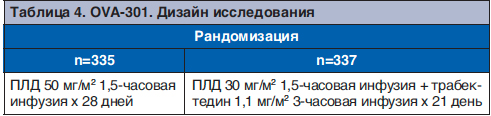 Таблица 4. OVA-301. Дизайн исследования
Рандомизация
n=335
n=337
ПЛД 50 мг/м² 1,5-часовая
инфузия х 28 дней
ПЛД 30 мг/м² 1,5-часовая инфузия + трабек-
тедин 1,1 мг/м² 3-часовая инфузия х 21 день